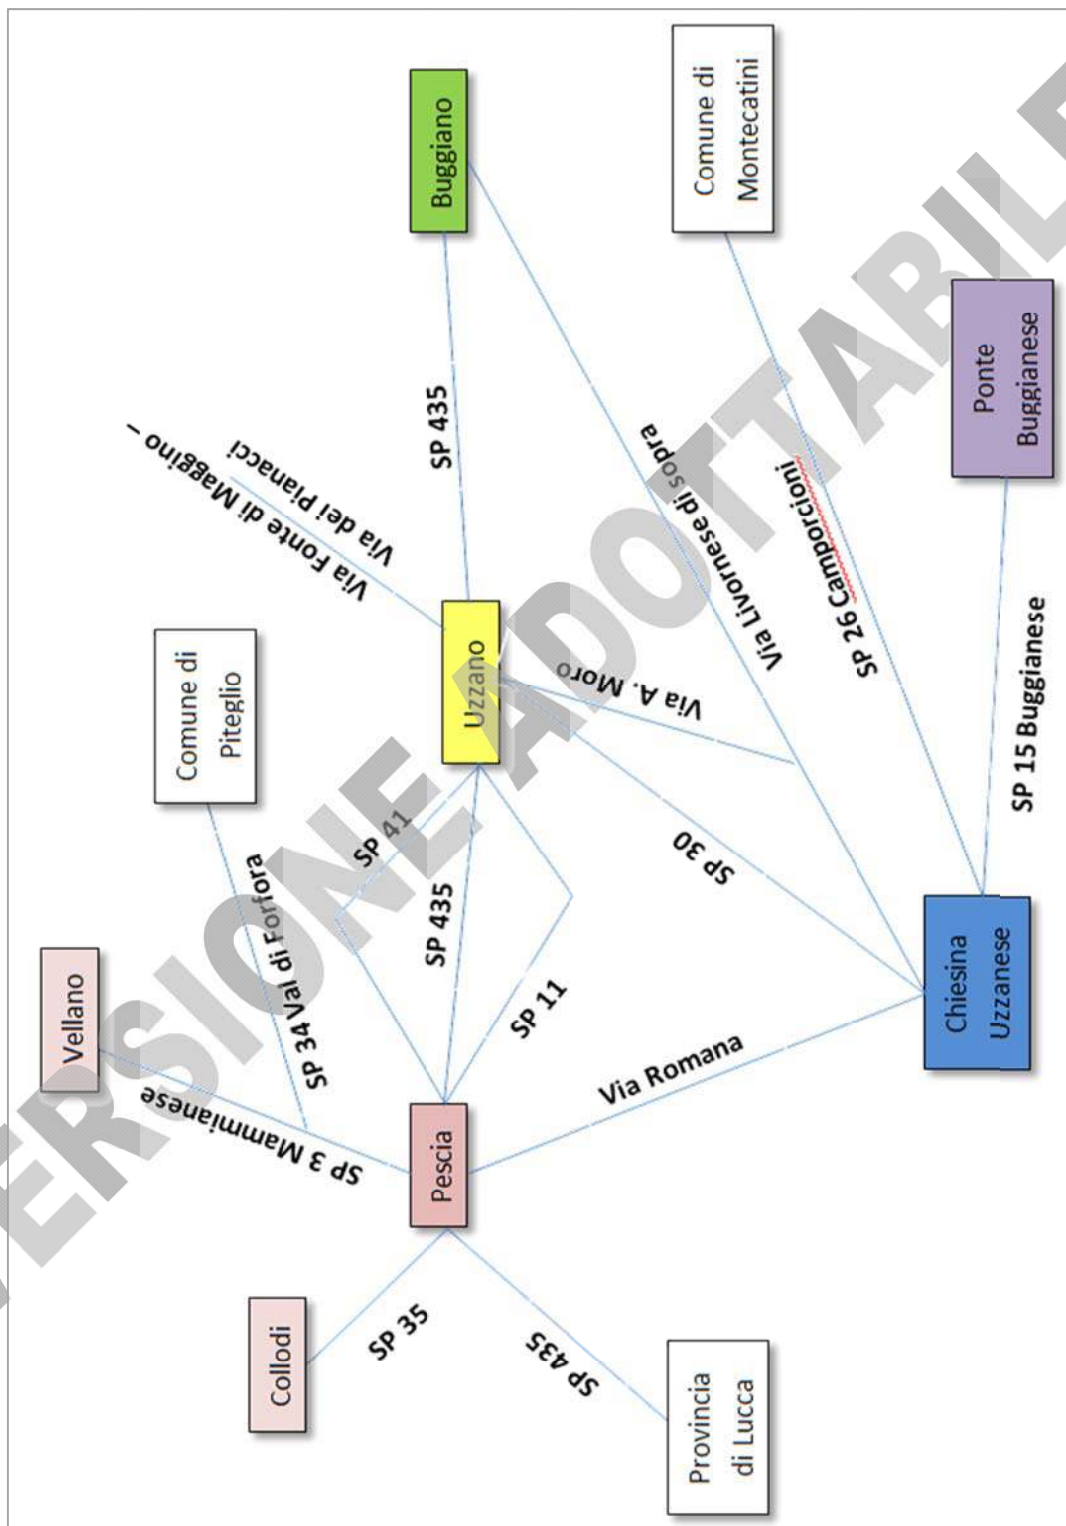 Collodi
Vellano
Comune di
Piteglio
SP 35
SP 3 Mammianese
SP 34 Val di Forfora
Via Fonte di Maggino –
Via dei Pianacci
Provincia
di Lucca
SP 435
Pescia
SP 41
SP 435
SP 11
Uzzano
SP 435
Buggiano
Via Romana
SP 30
Via A. Moro
Via Livornese di sopra
SP 26 Camporcioni
Comune di
Montecatini
Chiesina
Uzzanese
SP 15 Buggianese
Ponte
Buggianese
VERSIONE ADOTTABILE